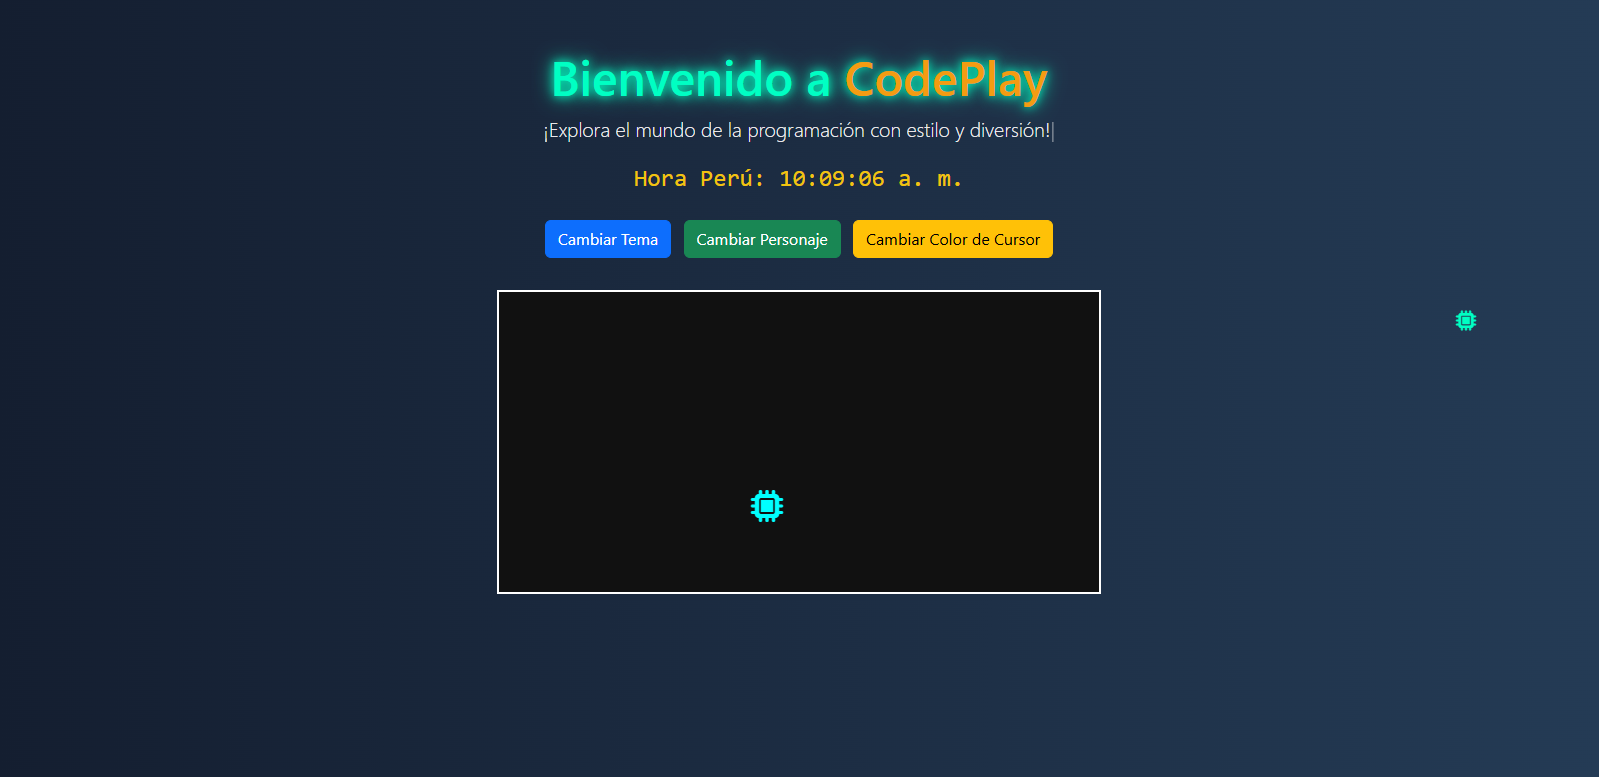 Bienvenido a CodePlay
¡Explora el mundo de la programación con estilo y diversión!|
Hora Perú: 10:09:06 a. m.
Cambiar Tema Cambiar Personaje Cambiar Color de Cursor